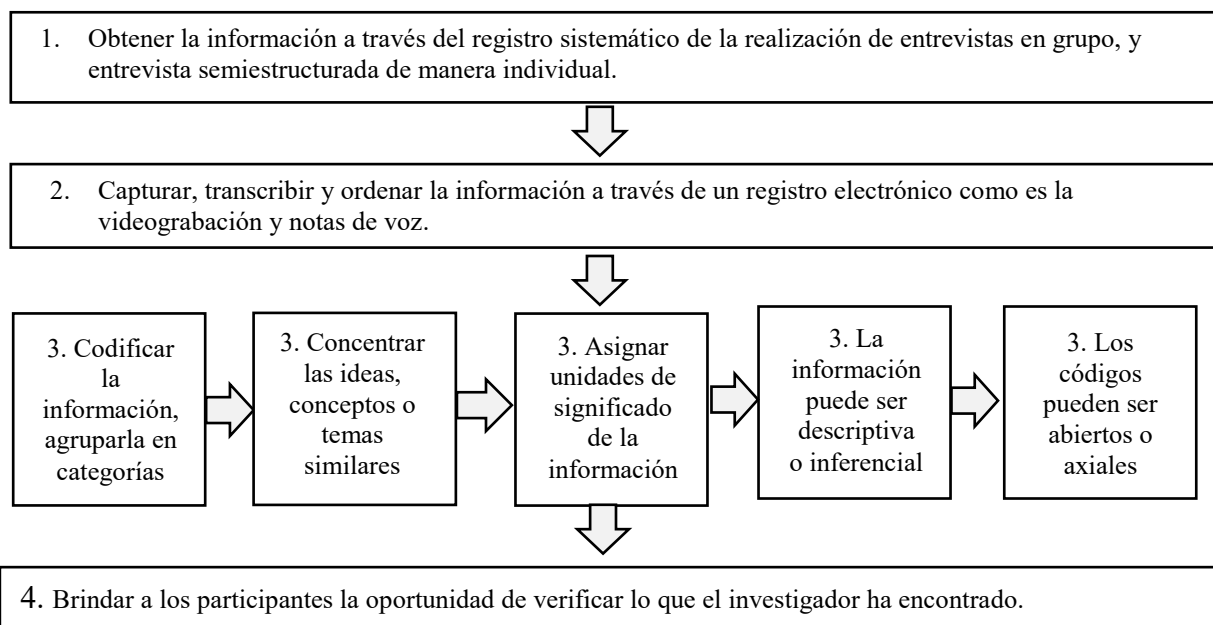 1. Obtener la información a través del registro sistemático de la realización de entrevistas en grupo, y
entrevista semiestructurada de manera individual.
2. Capturar, transcribir y ordenar la información a través de un registro electrónico como es la
videograbación y notas de voz.
3. Codificar
la
información,
agruparla en
categorías
3. Concentrar
las ideas,
conceptos o
temas
similares
3. Asignar
unidades de
significado
de la
información
3. La
información
puede ser
descriptiva
o inferencial
3. Los
códigos
pueden ser
abiertos o
axiales
4. Brindar a los participantes la oportunidad de verificar lo que el investigador ha encontrado.